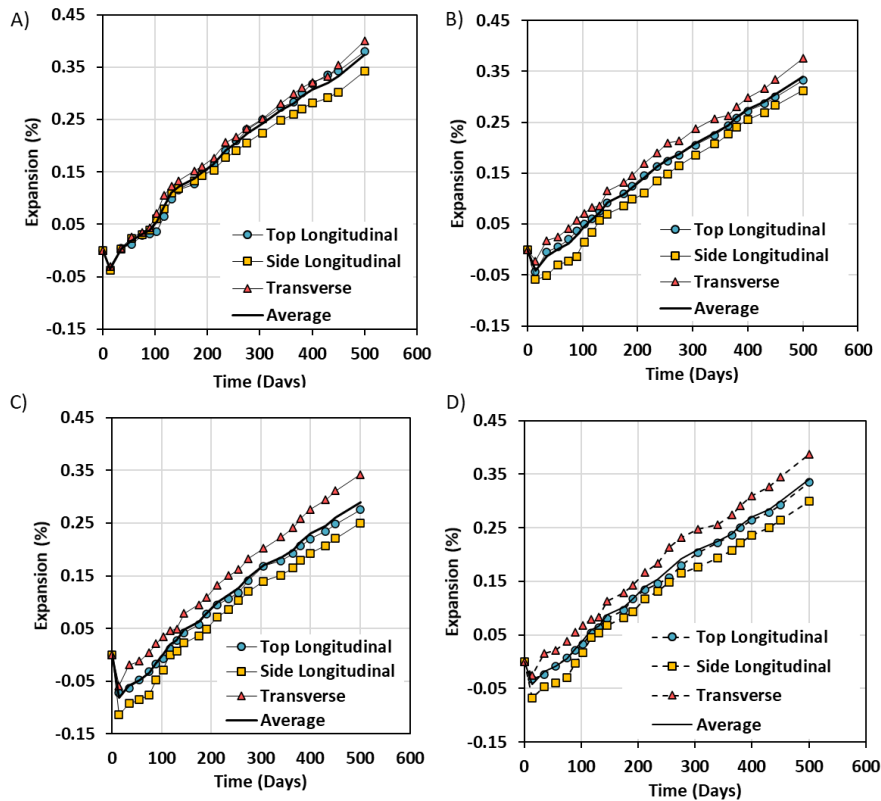 A)
Expansion (%)
0.45
0.35
0.25
0.15
0.05
-0.05
-0.15
Top Longitudinal
Side Longitudinal
Transverse
Average
0 100 200 300 400 500 600
Time (Days)
B)
Expansion (%)
0.45
0.35
0.25
0.15
0.05
-0.05
-0.15
Top Longitudinal
Side Longitudinal
Transverse
Average
0 100 200 300 400 500 600
Time (Days)
C)
Expansion (%)
0.45
0.35
0.25
0.15
0.05
-0.05
-0.15
Top Longitudinal
Side Longitudinal
Transverse
Average
0 100 200 300 400 500 600
Time (Days)
D)
Expansion (%)
0.45
0.35
0.25
0.15
0.05
-0.05
-0.15
Top Longitudinal
Side Longitudinal
Transverse
Average
0 100 200 300 400 500 600
Time (Days)